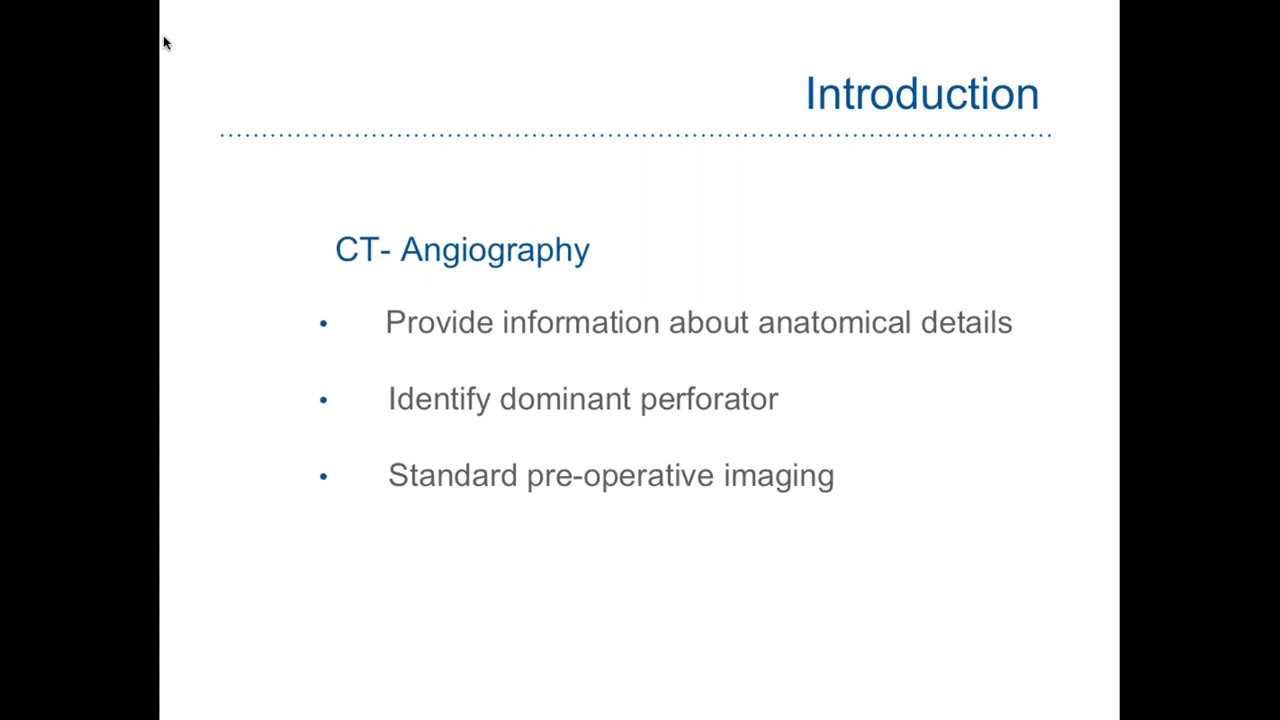 Introduction
CT- Angiography
• Provide information about anatomical details
• Identify dominant perforator
• Standard pre-operative imaging